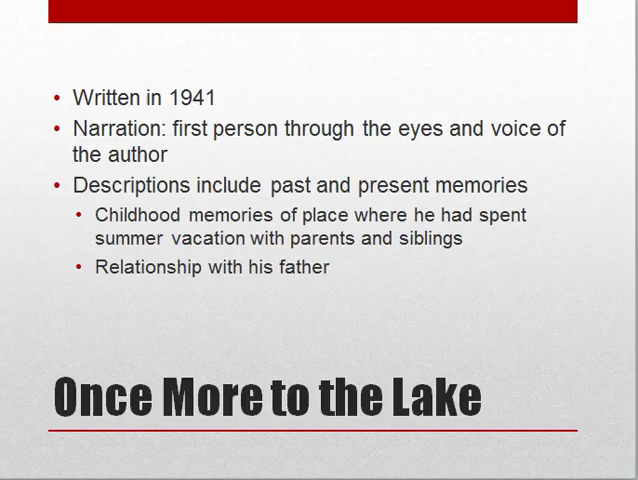 • Written in 1941
• Narration: first person through the eyes and voice of
the author
• Descriptions include past and present memories
• Childhood memories of place where he had spent
summer vacation with parents and siblings
• Relationship with his father
Once More to the Lake